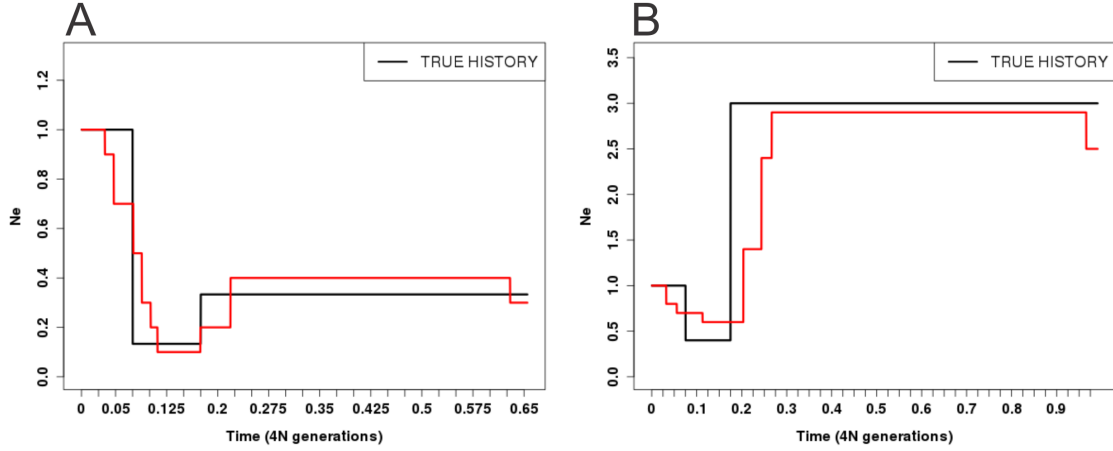 A
TRUE HISTORY
Ne
0.0 0.2 0.4 0.6 0.8 1.0 1.2
0 0.05 0.125 0.2 0.275 0.35 0.425 0.5 0.575 0.65
Time (4N generations)
B
TRUE HISTORY
Ne
0.0 0.5 1.0 1.5 2.0 2.5 3.0 3.5
0 0.1 0.2 0.3 0.4 0.5 0.6 0.7 0.8 0.9
Time (4N generations)